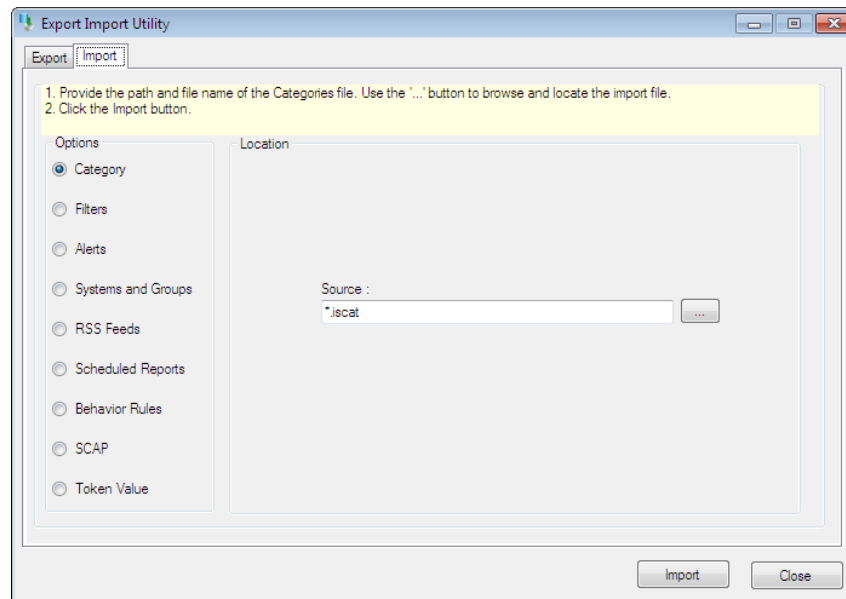 Export Import Utility
Export
Import
1. Provide the path and file name of the Categories file. Use the '...' button to browse and locate the import file.
2. Click the Import button.
Options
Location
Category
Filters
Alerts
Systems and Groups
Source :
*.iscat
...
RSS Feeds
Scheduled Reports
Behavior Rules
SCAP
Token Value
Import
Close